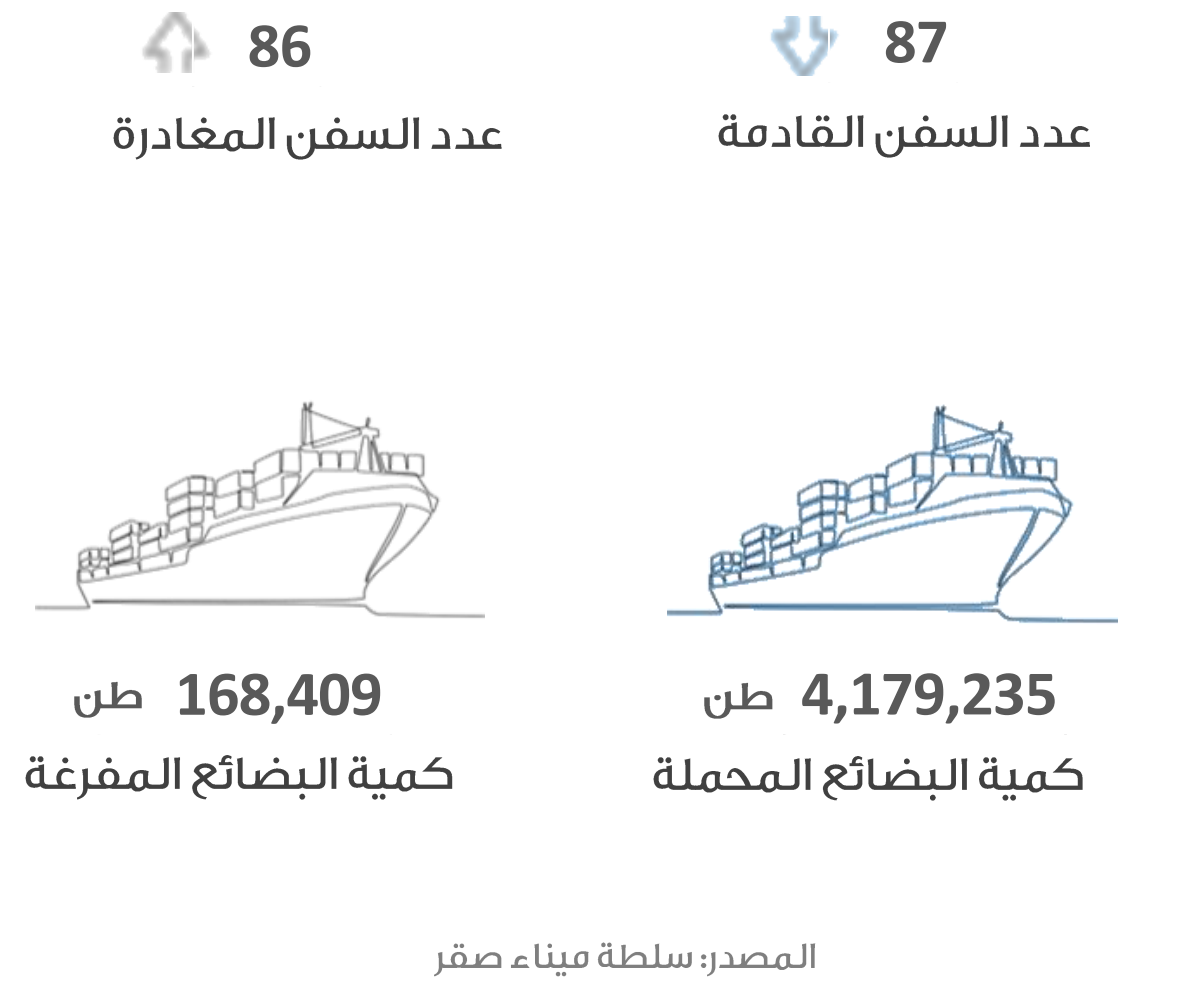 87
عدد السفن القادمة
86
عدد السفن المغادرة
4,179,235 طن
كمية البضائع المحملة
168,409 طن
كمية البضائع المفرغة
المصدر: سلطة ميناء صقر